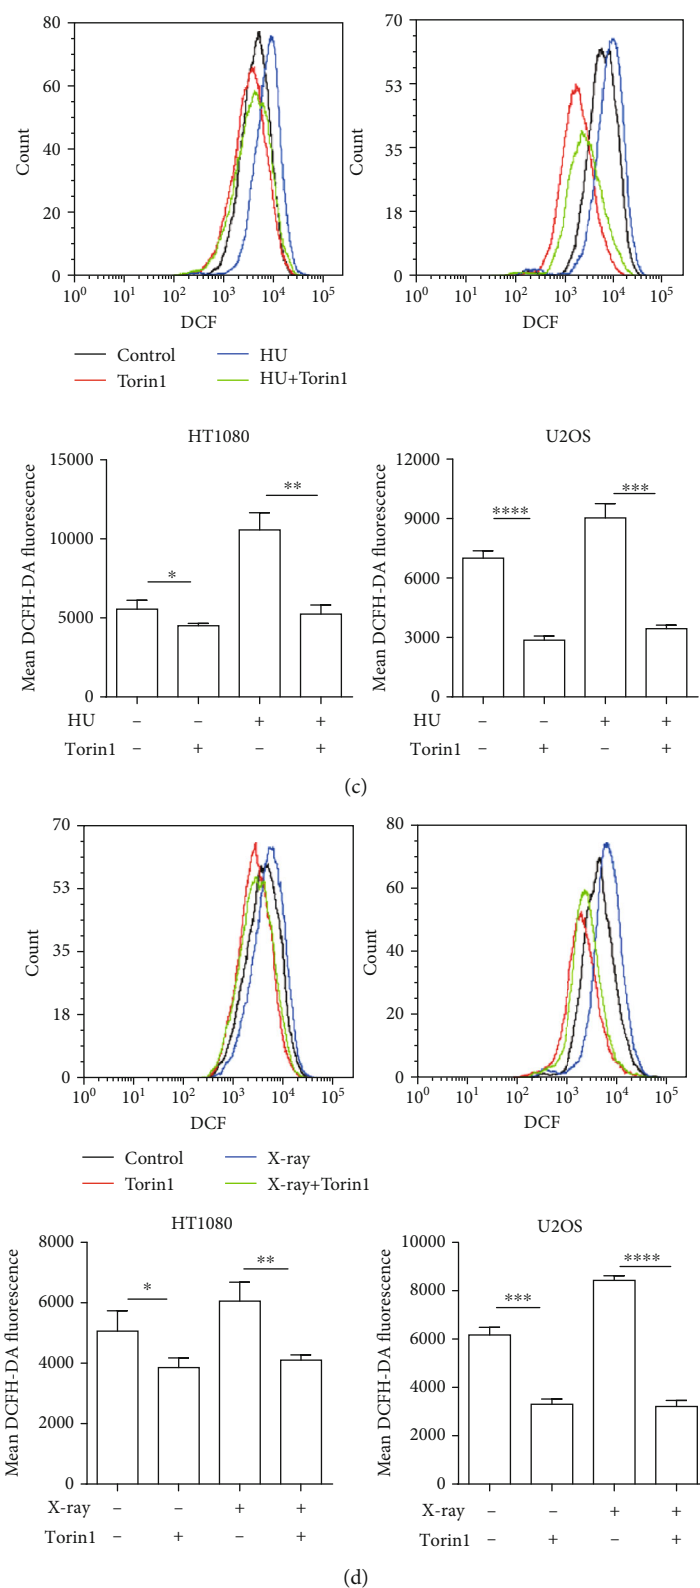 80
60
40
20
0
Count
10⁰ 10¹ 10² 10³ 10⁴ 10⁵
DCF
70
53
35
18
0
Count
10⁰ 10¹ 10² 10³ 10⁴ 10⁵
DCF
Control HU
Torin1 HU+Torin1
HT1080
15000
10000
5000
0
Mean DCFH-DA fluorescence
* **
HU – – + +
Torin1 – + – +
U2OS
12000
9000
6000
3000
0
Mean DCFH-DA fluorescence
**** ***
HU – – + +
Torin1 – + – +
(c)
70
53
35
18
0
Count
10⁰ 10¹ 10² 10³ 10⁴ 10⁵
DCF
80
60
40
20
0
Count
10⁰ 10¹ 10² 10³ 10⁴ 10⁵
DCF
Control X-ray
Torin1 X-ray+Torin1
HT1080
8000
6000
4000
2000
0
Mean DCFH-DA fluorescence
* **
X-ray – – + +
Torin1 – + – +
U2OS
10000
8000
6000
4000
2000
0
Mean DCFH-DA fluorescence
*** ****
X-ray – – + +
Torin1 – + – +
(d)